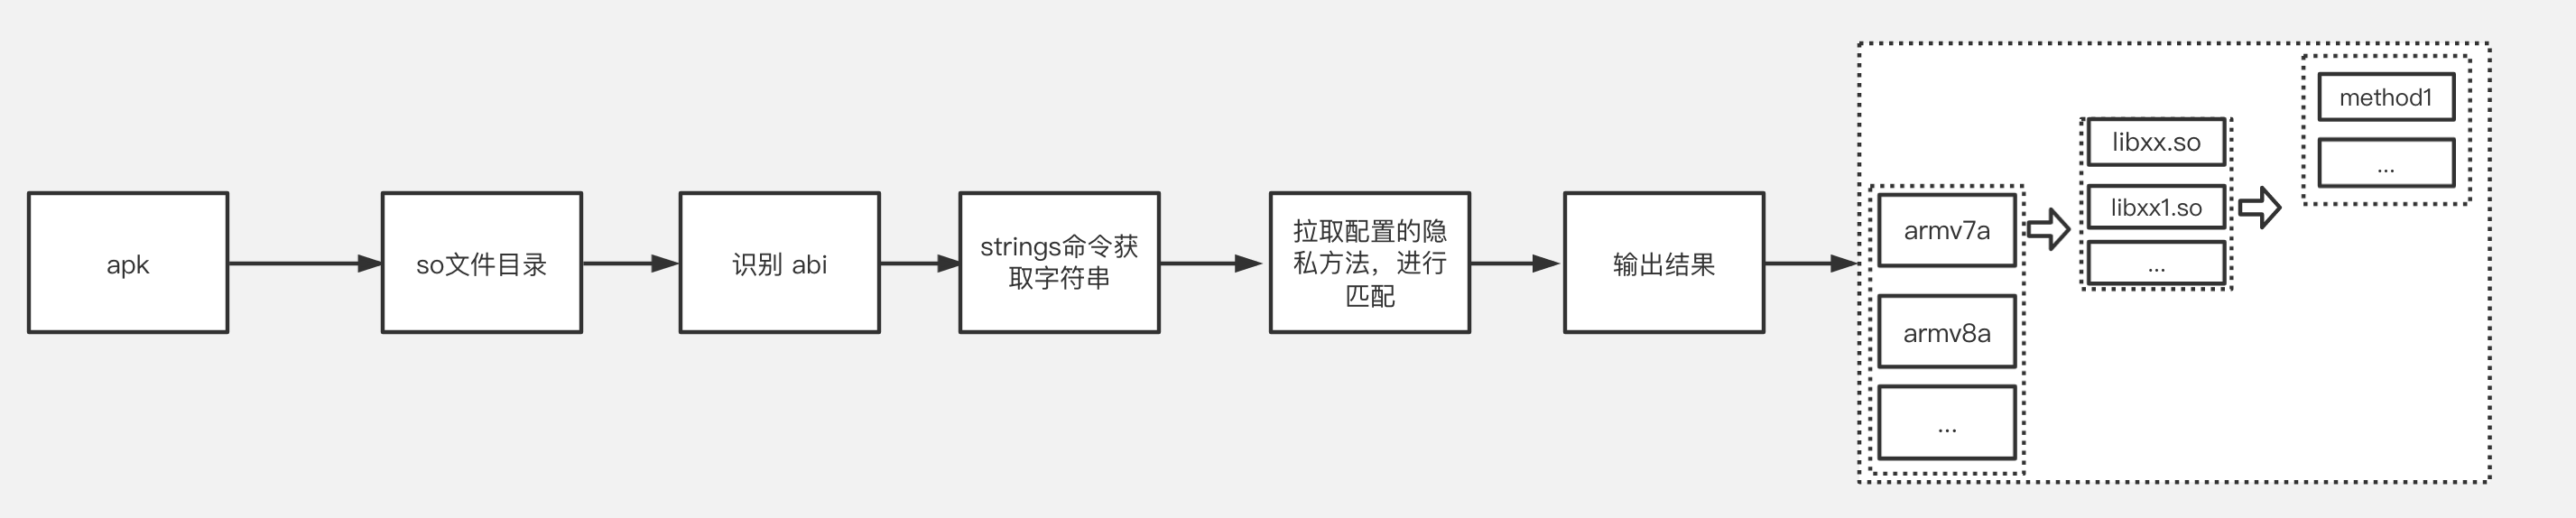 apk
so文件目录
识别 abi
strings命令获
取字符串
拉取配置的隐
私方法，进行
匹配
输出结果
armv7a
armv8a
...
libxx.so
libxx1.so
...
method1
...